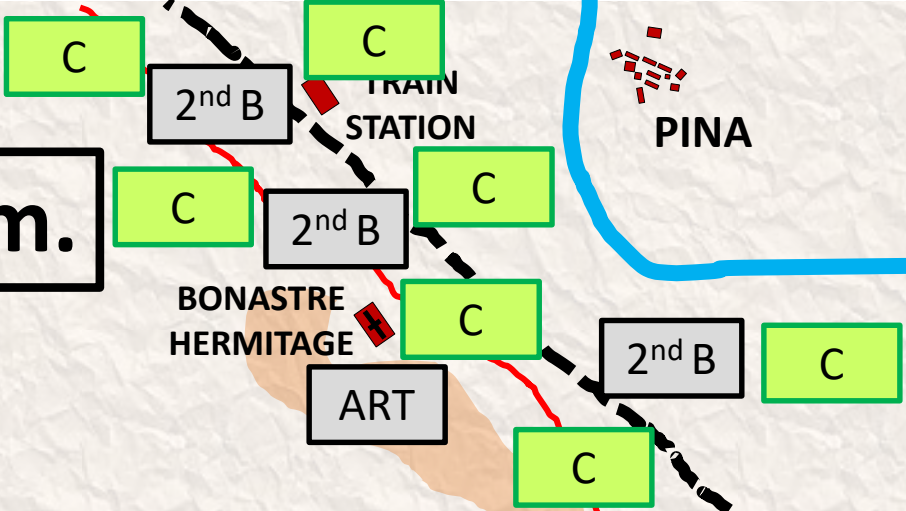 C
C
2nd B
TRAIN
STATION
PINA
C
C
m.
2nd B
BONASTRE
HERMITAGE
C
2nd B
C
ART
C